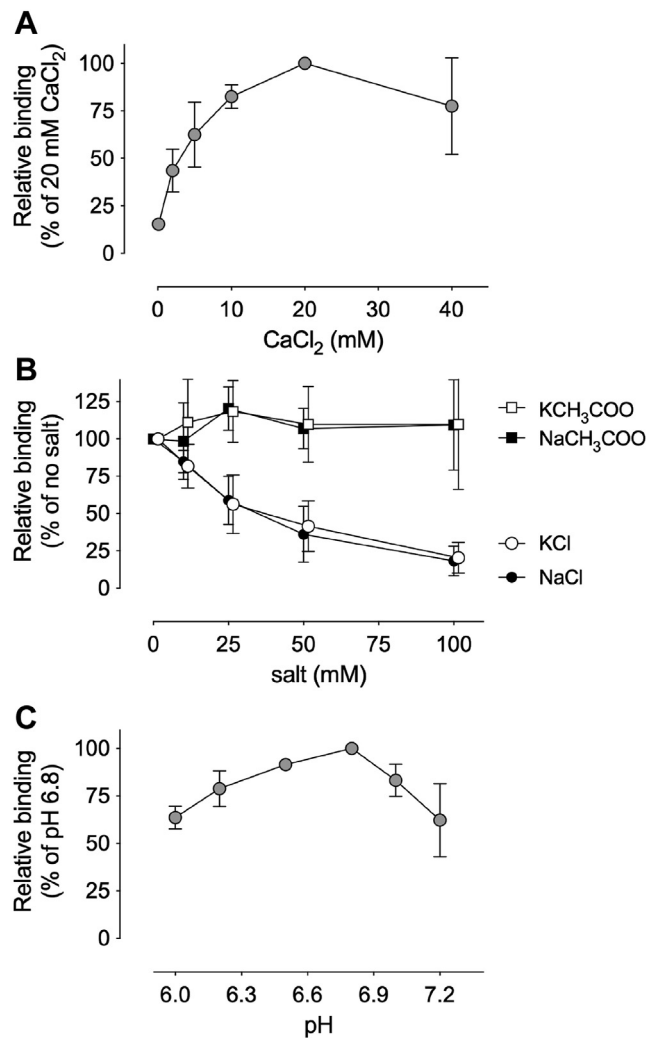 A
Relative binding
(% of 20 mM CaCl₂)
100
75
50
25
0
0 10 20 30 40
CaCl₂ (mM)
B
Relative binding
(% of no salt)
125
100
75
50
25
0
KCH₃COO
NaCH₃COO
KCl
NaCl
0 25 50 75 100
salt (mM)
C
Relative binding
(% of pH 6.8)
100
75
50
25
0
6.0 6.3 6.6 6.9 7.2
pH